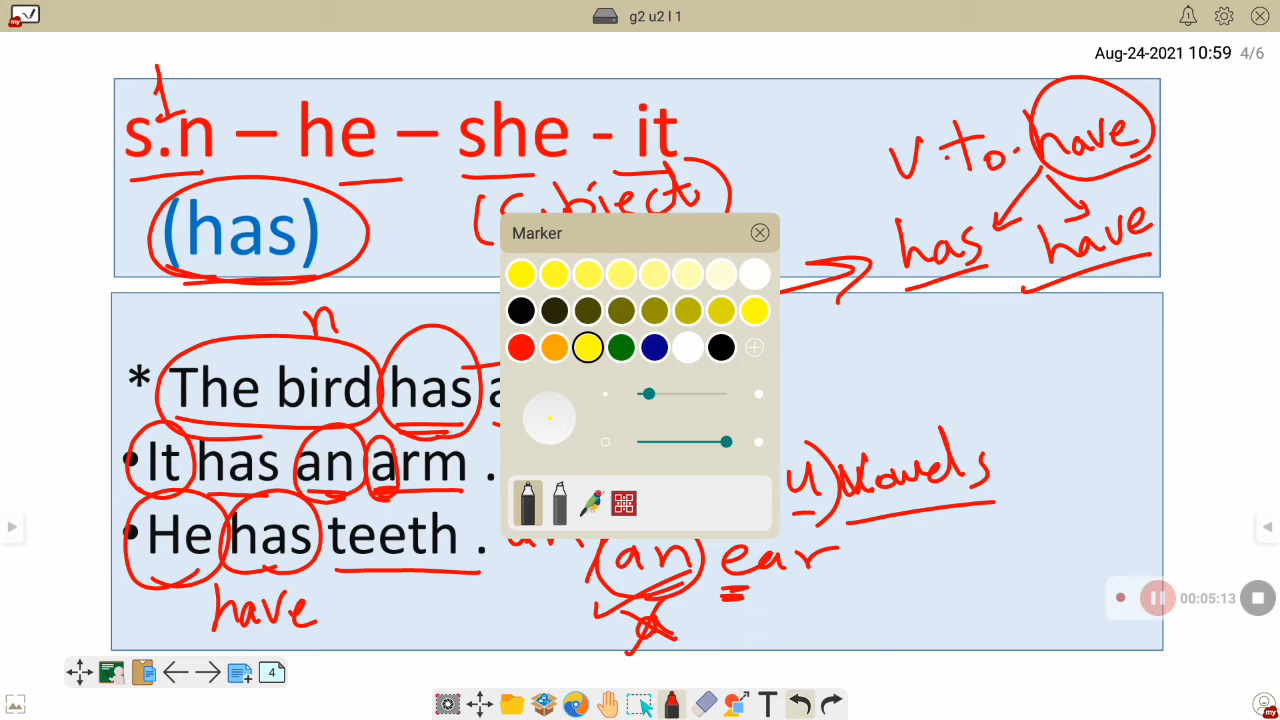 g2 u2 l 1
Aug-24-2021 10:59 4/6
1
s.n – he – she - it
v.to.have
(has)
(subject)
has have
Marker
n
* The bird has a
•It has an arm .
u) vowels
•He has teeth .
(an) ear
have
a
00:05:13
4
T
my